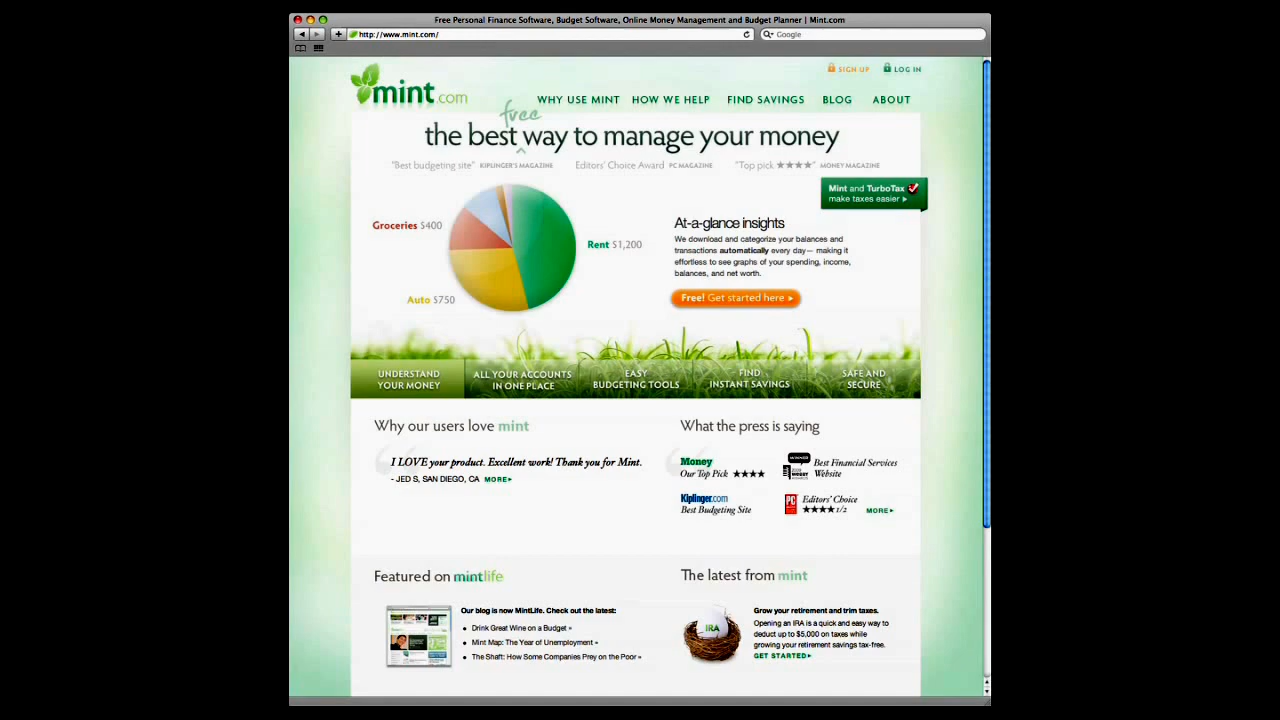 Free Personal Finance Software, Budget Software, Online Money Management and Budget Planner | Mint.com
http://www.mint.com/
Google
SIGN UP
LOG IN
mint.com
WHY USE MINT
HOW WE HELP
FIND SAVINGS
BLOG
ABOUT
free
the best way to manage your money
"Best budgeting site" KIPLINGER'S MAGAZINE
Editors' Choice Award PC MAGAZINE
"Top pick ★★★★" MONEY MAGAZINE
Mint and TurboTax
make taxes easier
Groceries $400
Rent $1,200
Auto $750
At-a-glance insights
We download and categorize your balances and
transactions automatically every day— making it
effortless to see graphs of your spending, income,
balances, and net worth.
Free! Get started here
UNDERSTAND
YOUR MONEY
ALL YOUR ACCOUNTS
IN ONE PLACE
EASY
BUDGETING TOOLS
FIND
INSTANT SAVINGS
SAFE AND
SECURE
Why our users love mint
I LOVE your product. Excellent work! Thank you for Mint.
- JED S, SAN DIEGO, CA MORE
What the press is saying
Money
Our Top Pick ★★★★
WINNER
Best Financial Services
Website
Kiplinger.com
Best Budgeting Site
PC
Editors' Choice
★★★★1/2
MORE
Featured on mintlife
Our blog is now MintLife. Check out the latest:
Drink Great Wine on a Budget »
Mint Map: The Year of Unemployment »
The Shaft: How Some Companies Prey on the Poor »
The latest from mint
IRA
Grow your retirement and trim taxes.
Opening an IRA is a quick and easy way to
deduct up to $5,000 on taxes while
growing your retirement savings tax-free.
GET STARTED